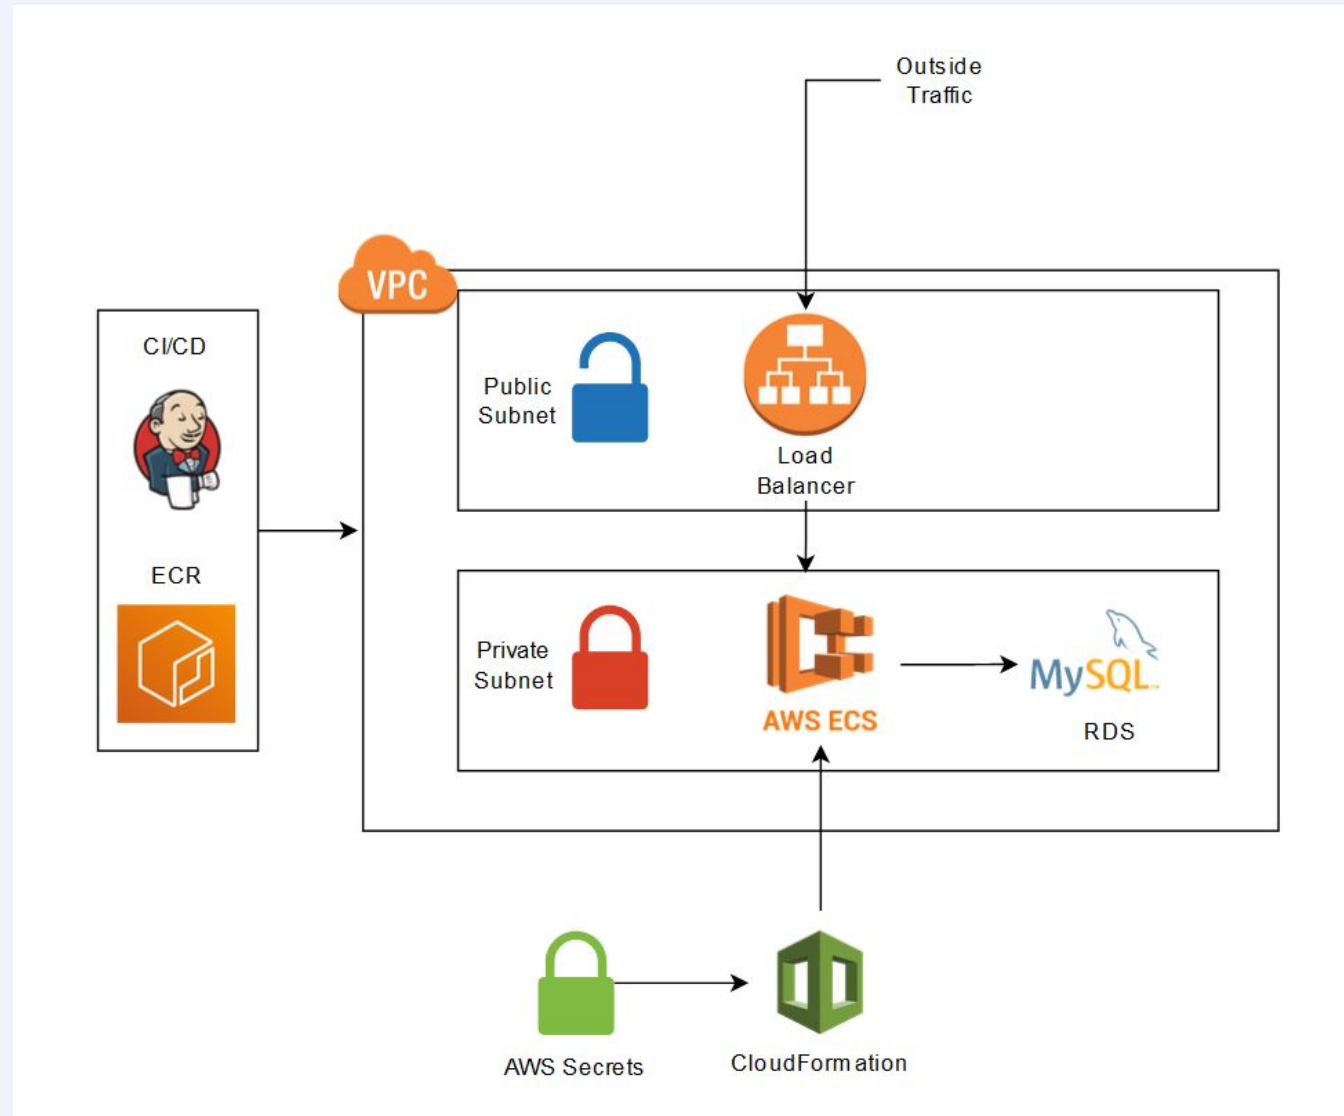 Outside
Traffic
VPC
CI/CD
Public
Subnet
Load
Balancer
ECR
Private
Subnet
MySQL
AWS ECS
RDS
AWS Secrets
CloudFormation